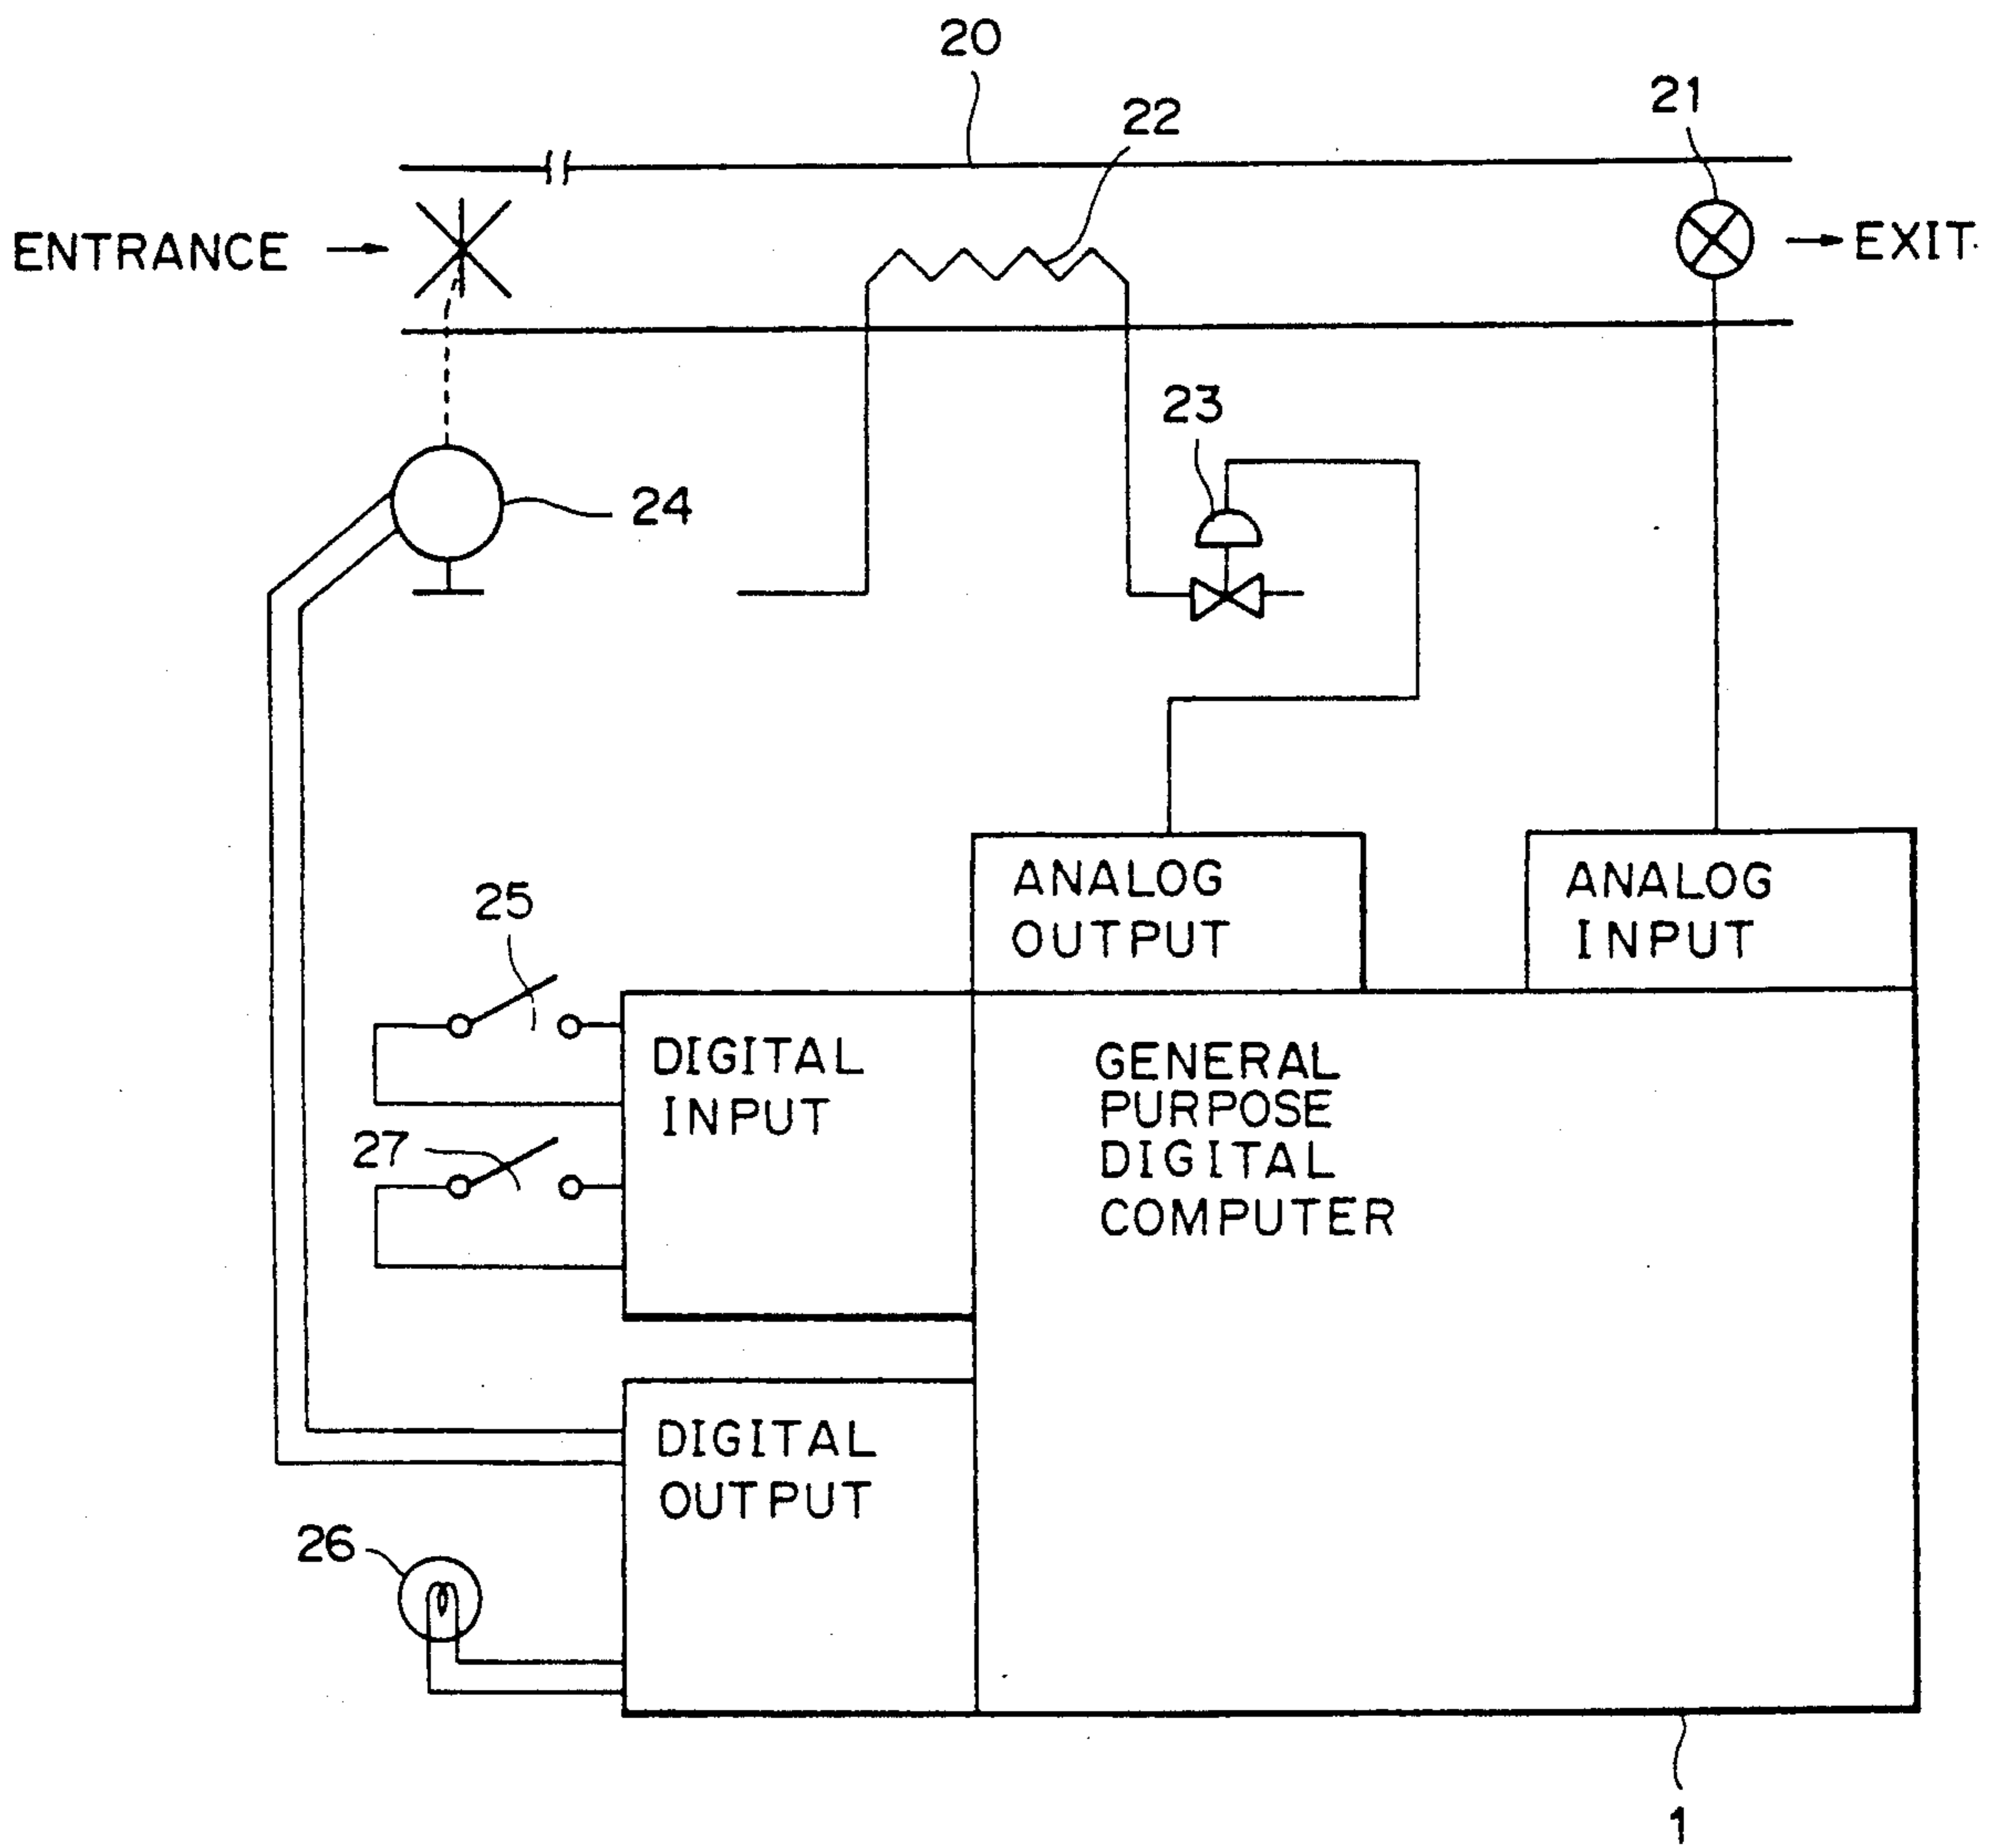 20
22
21
ENTRANCE
EXIT
23
24
25
ANALOG
OUTPUT
ANALOG
INPUT
DIGITAL
INPUT
GENERAL
PURPOSE
DIGITAL
COMPUTER
27
DIGITAL
OUTPUT
26
1